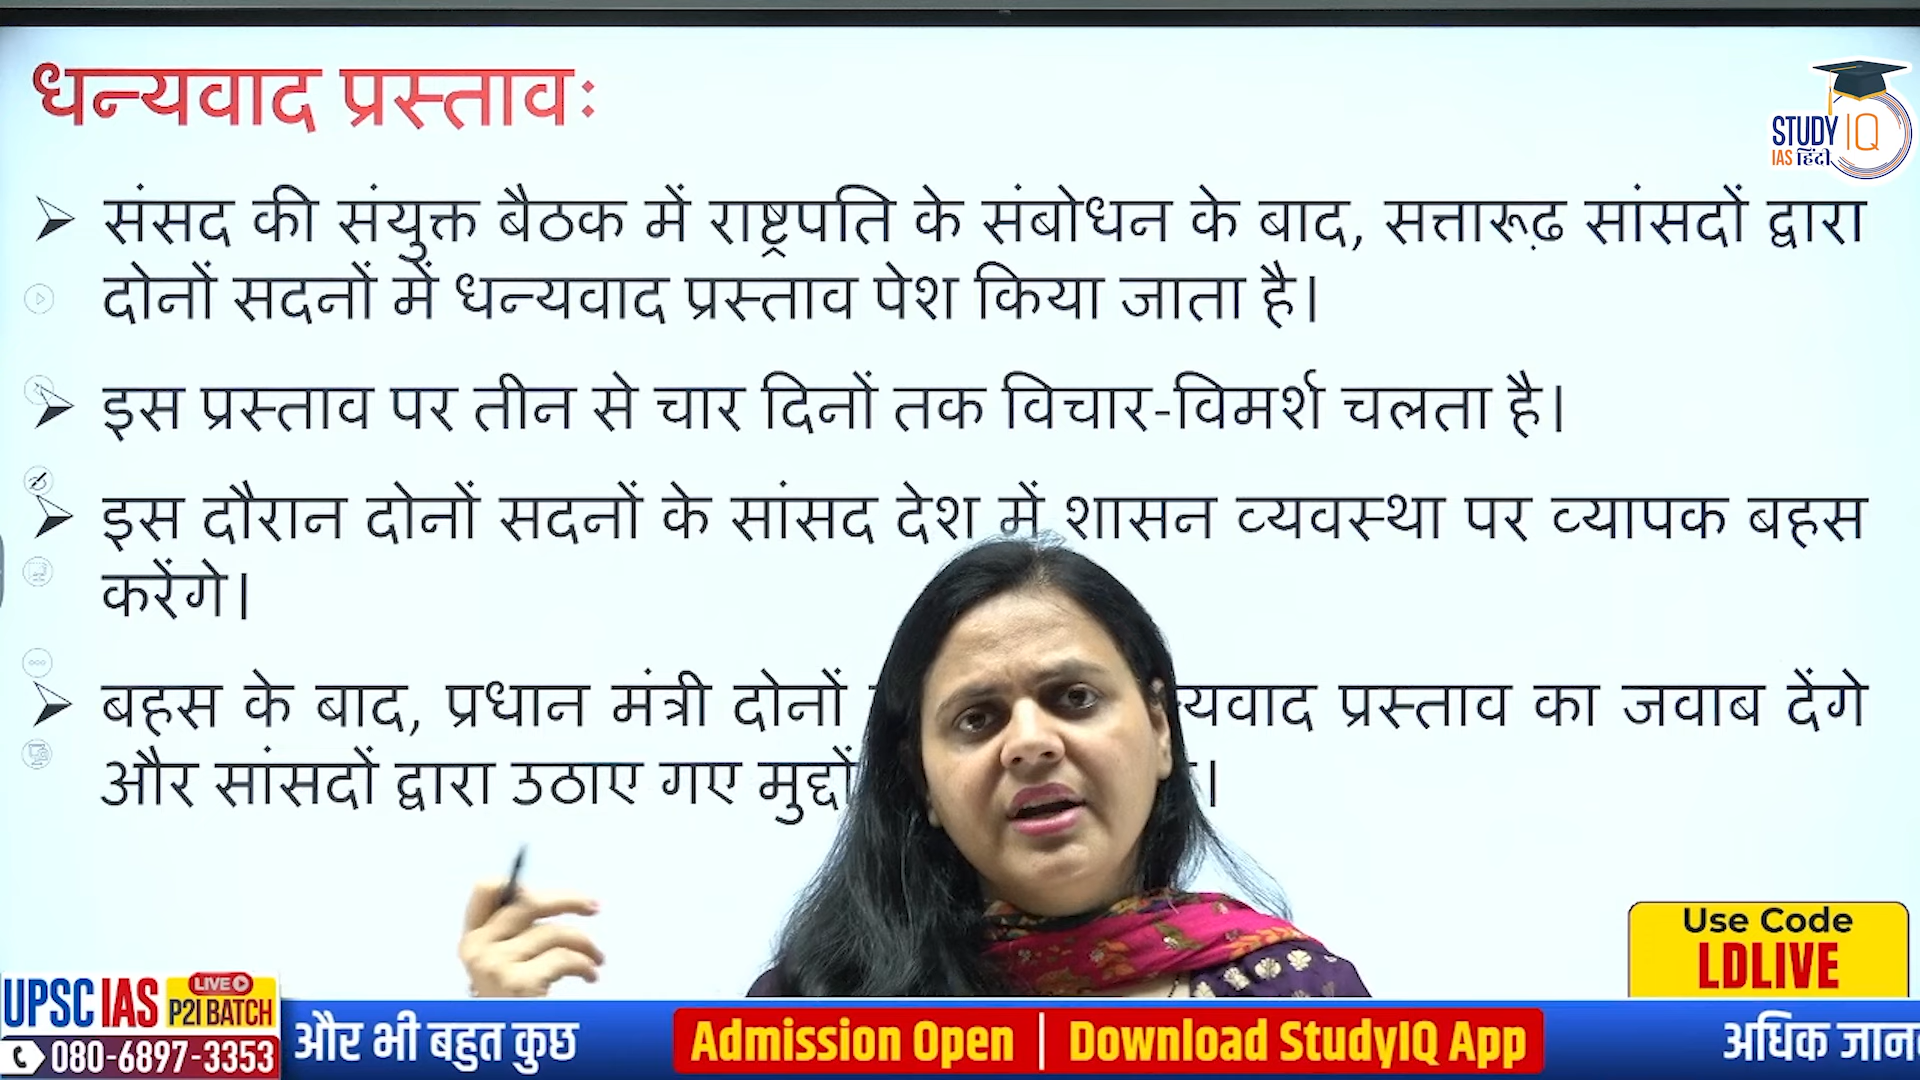 धन्यवाद प्रस्तावः
STUDY IQ
IAS हिंदी
संसद की संयुक्त बैठक में राष्ट्रपति के संबोधन के बाद, सत्तारूढ़ सांसदों द्वारा
दोनों सदनों में धन्यवाद प्रस्ताव पेश किया जाता है।
इस प्रस्ताव पर तीन से चार दिनों तक विचार-विमर्श चलता है।
इस दौरान दोनों सदनों के सांसद देश में शासन व्यवस्था पर व्यापक बहस
करेंगे।
बहस के बाद, प्रधान मंत्री दोनों प्रस्ताव का जवाब देंगे
और सांसदों द्वारा उठाए गए मुद्दों
Use Code
LDLIVE
UPSC IAS LIVE
P2I BATCH
080-6897-3353
और भी बहुत कुछ
Admission Open | Download StudyIQ App
अधिक